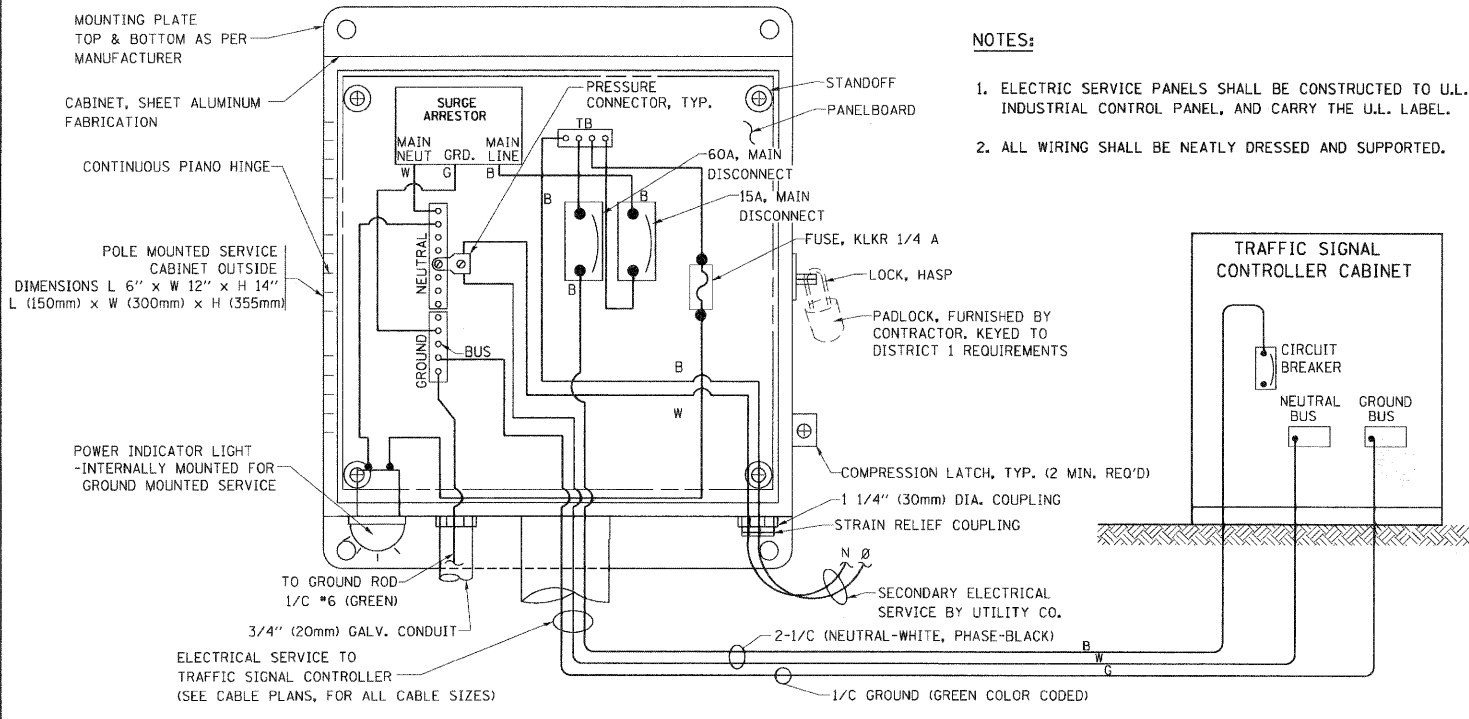 MOUNTING PLATE
TOP & BOTTOM AS PER
MANUFACTURER
CABINET, SHEET ALUMINUM
FABRICATION
CONTINUOUS PIANO HINGE
POLE MOUNTED SERVICE
CABINET OUTSIDE
DIMENSIONS L 6" x W 12" x H 14"
L (150mm) x W (300mm) x H (355mm)
POWER INDICATOR LIGHT
-INTERNALLY MOUNTED FOR
GROUND MOUNTED SERVICE
SURGE
ARRESTOR
MAIN
NEUT
GRD.
MAIN
LINE
W
G
B
PRESSURE
CONNECTOR, TYP.
TB
STANDOFF
PANELBOARD
60A, MAIN
DISCONNECT
B
B
15A, MAIN
DISCONNECT
FUSE, KLKR 1/4 A
B
NEUTRAL
GROUND
BUS
LOCK, HASP
PADLOCK, FURNISHED BY
CONTRACTOR, KEYED TO
DISTRICT 1 REQUIREMENTS
B
W
COMPRESSION LATCH, TYP. (2 MIN. REQ'D)
1 1/4" (30mm) DIA. COUPLING
STRAIN RELIEF COUPLING
N Ø
SECONDARY ELECTRICAL
SERVICE BY UTILITY CO.
TO GROUND ROD
1/C #6 (GREEN)
3/4" (20mm) GALV. CONDUIT
ELECTRICAL SERVICE TO
TRAFFIC SIGNAL CONTROLLER
(SEE CABLE PLANS, FOR ALL CABLE SIZES)
2-1/C (NEUTRAL-WHITE, PHASE-BLACK)
B
W
G
1/C GROUND (GREEN COLOR CODED)
NOTES:
1. ELECTRIC SERVICE PANELS SHALL BE CONSTRUCTED TO U.L.
INDUSTRIAL CONTROL PANEL, AND CARRY THE U.L. LABEL.
2. ALL WIRING SHALL BE NEATLY DRESSED AND SUPPORTED.
TRAFFIC SIGNAL
CONTROLLER CABINET
CIRCUIT
BREAKER
NEUTRAL
BUS
GROUND
BUS